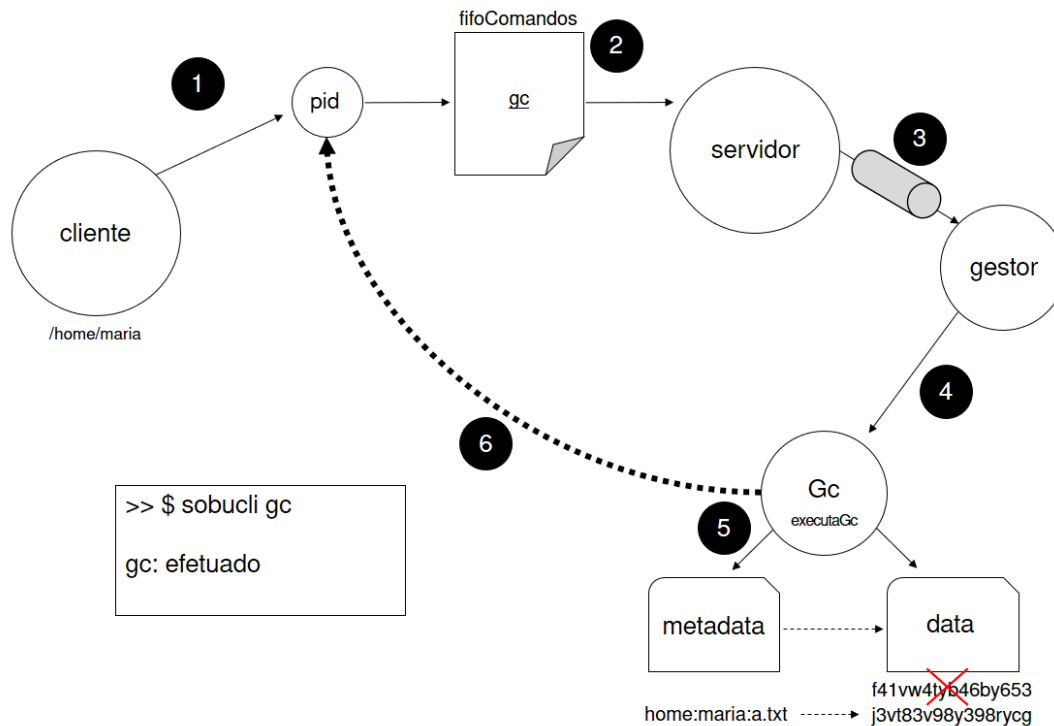 fifoComandos
1
2
pid
gc
servidor
3
cliente
gestor
/home/maria
4
6
Gc
executaGc
5
>> $ sobucli gc
gc: efetuado
metadata
data
f41vw4tyb46by653
home:maria:a.txt
j3vt83v98y398rycg